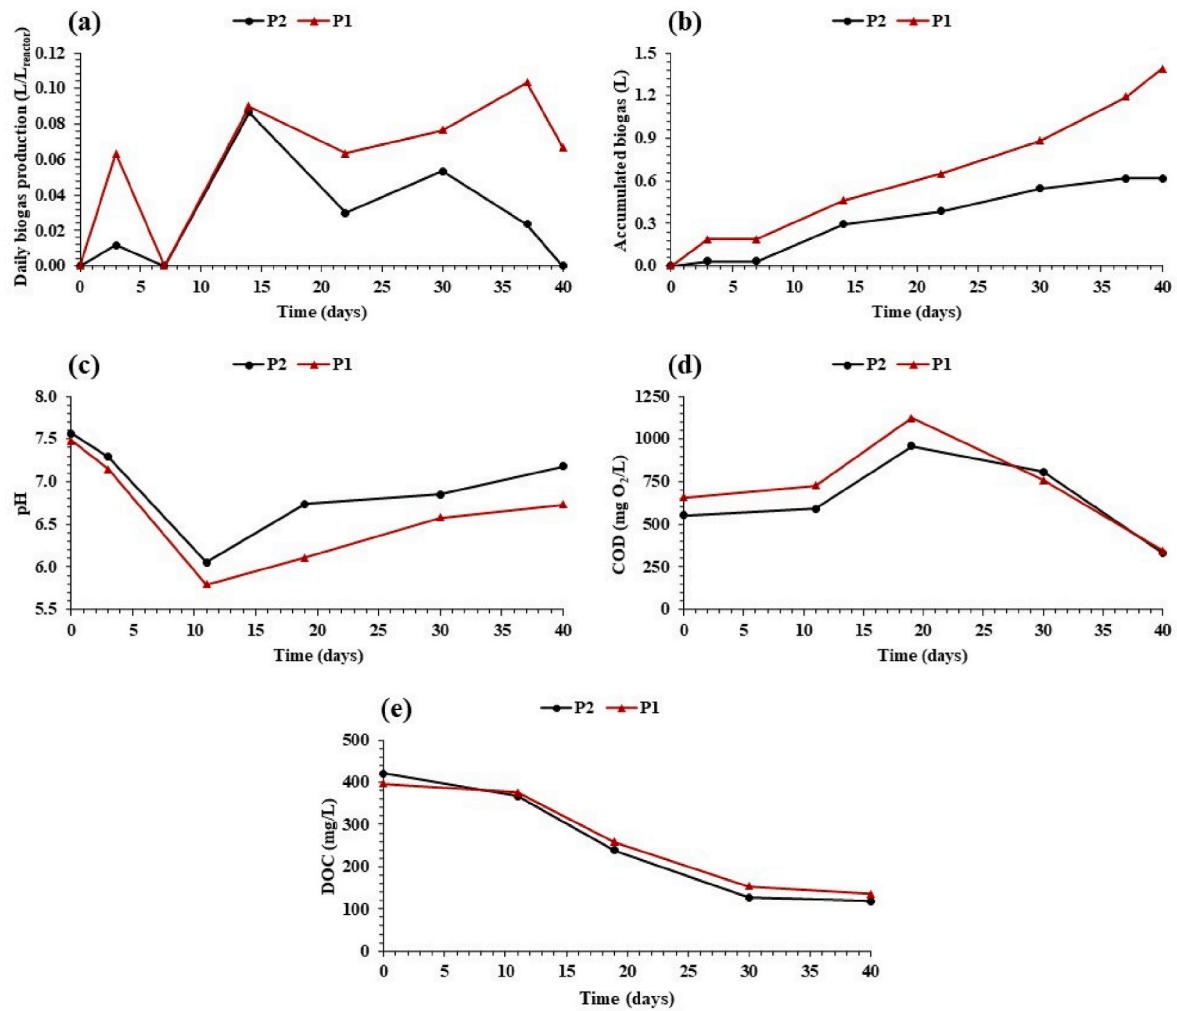 (a)
P2 P1
Daily biogas production (L/Lreactor)
0.12
0.10
0.08
0.06
0.04
0.02
0.00
0 5 10 15 20 25 30 35 40
Time (days)
(b)
P2 P1
Accumulated biogas (L)
1.5
1.2
0.9
0.6
0.3
0.0
0 5 10 15 20 25 30 35 40
Time (days)
(c)
P2 P1
pH
8.0
7.5
7.0
6.5
6.0
5.5
0 5 10 15 20 25 30 35 40
Time (days)
(d)
P2 P1
COD (mg O2/L)
1250
1000
750
500
250
0
0 5 10 15 20 25 30 35 40
Time (days)
(e)
P2 P1
DOC (mg/L)
500
400
300
200
100
0
0 5 10 15 20 25 30 35 40
Time (days)